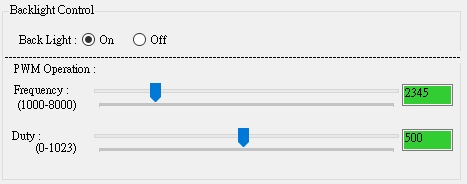 Backlight Control
Back Light : On Off
PWM Operation :
Frequency : 2345
(1000-8000)
Duty : 500
(0-1023)